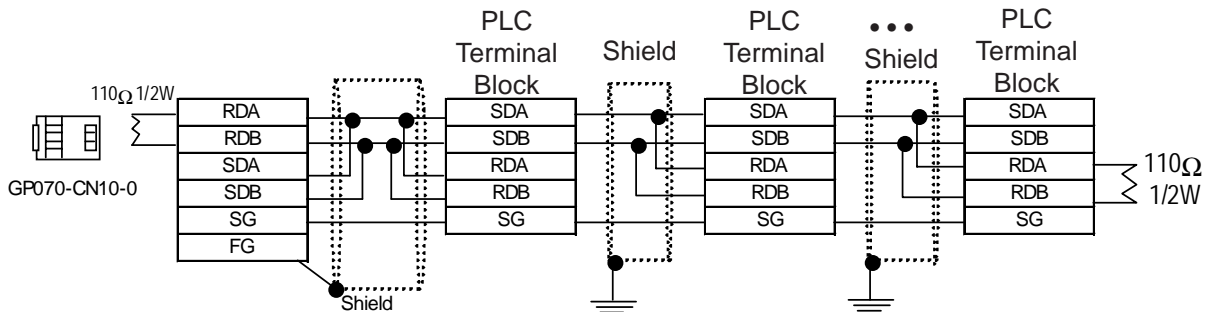 PLC
Terminal
Block
Shield
PLC
Terminal
Block
•••
Shield
PLC
Terminal
Block
110Ω 1/2W
GP070-CN10-0
RDA
RDB
SDA
SDB
SG
FG
Shield
SDA
SDB
RDA
RDB
SG
SDA
SDB
RDA
RDB
SG
SDA
SDB
RDA
RDB
SG
110Ω
1/2W